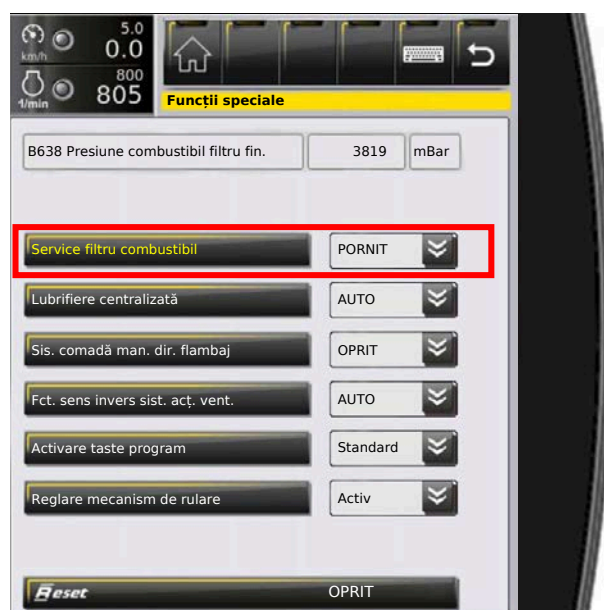 5.0
km/h 0.0
800
1/min 805
Funcții speciale
B638 Presiune combustibil filtru fin. 3819 mBar
Service filtru combustibil PORNIT
Lubrifiere centralizată AUTO
Sis. comadă man. dir. flambaj OPRIT
Fct. sens invers sist. acț. vent. AUTO
Activare taste program Standard
Reglare mecanism de rulare Activ
Reset OPRIT